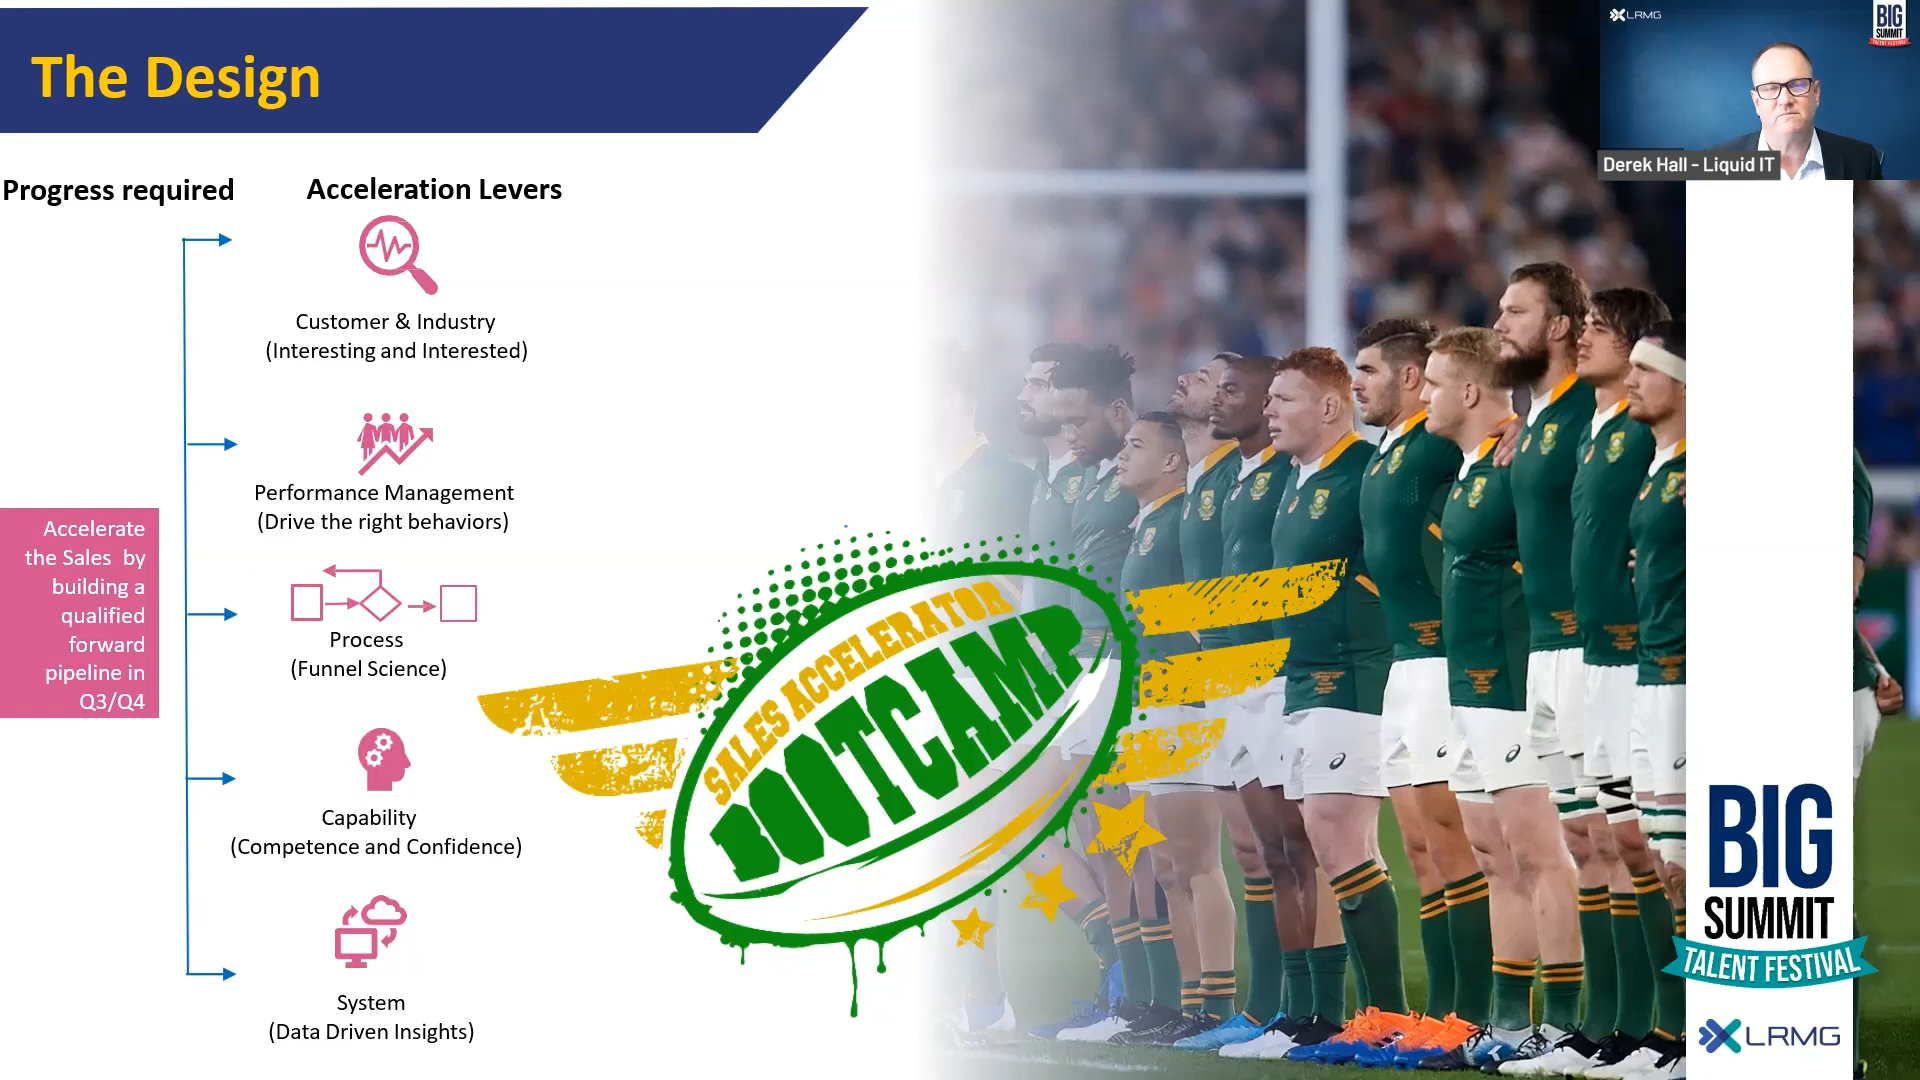 The Design
Progress required
Acceleration Levers
Customer & Industry
(Interesting and Interested)
Performance Management
(Drive the right behaviors)
Accelerate
the Sales by
building a
qualified
forward
pipeline in
Q3/Q4
Process
(Funnel Science)
Capability
(Competence and Confidence)
System
(Data Driven Insights)
SALES ACCELERATOR
BOOTCAMP
LRMG
BIG
SUMMIT
TALENT FESTIVAL
Derek Hall - Liquid IT
BIG
SUMMIT
TALENT FESTIVAL
LRMG